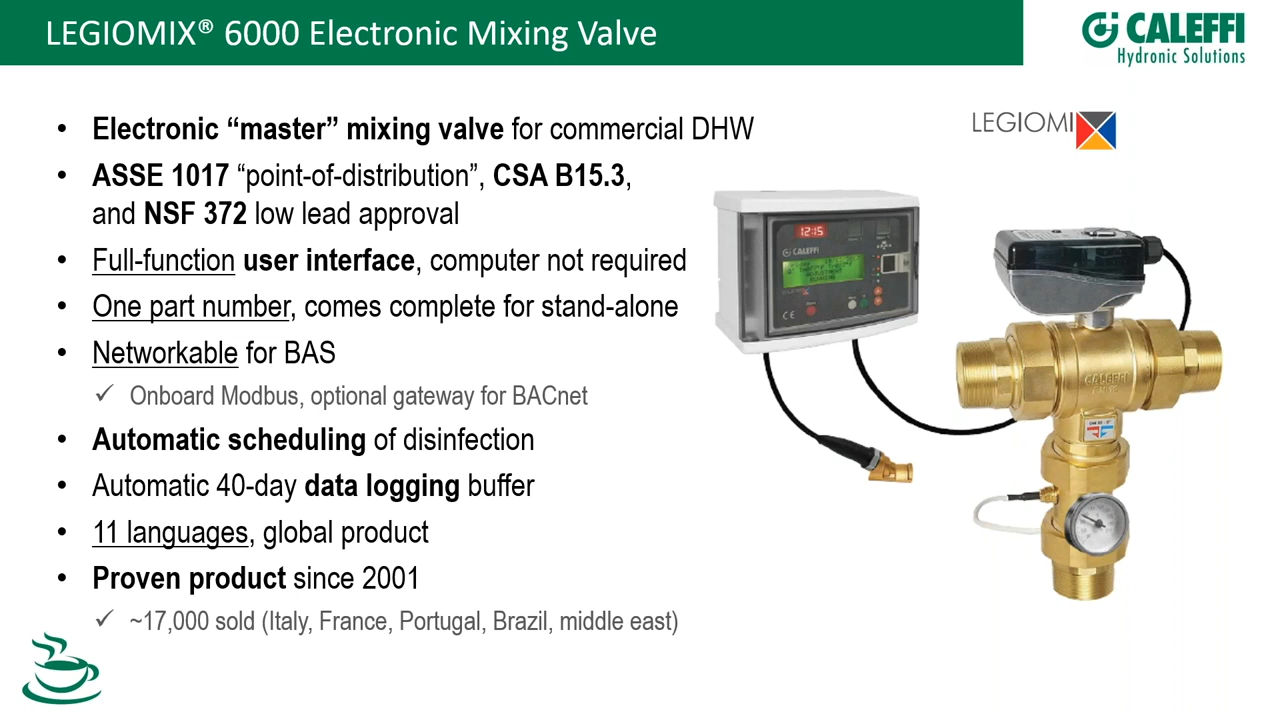 LEGIOMIX® 6000 Electronic Mixing Valve
CALEFFI
Hydronic Solutions
• Electronic “master” mixing valve for commercial DHW
• ASSE 1017 “point-of-distribution”, CSA B15.3,
and NSF 372 low lead approval
• Full-function user interface, computer not required
• One part number, comes complete for stand-alone
• Networkable for BAS
✓ Onboard Modbus, optional gateway for BACnet
• Automatic scheduling of disinfection
• Automatic 40-day data logging buffer
• 11 languages, global product
• Proven product since 2001
✓ ~17,000 sold (Italy, France, Portugal, Brazil, middle east)
LEGIOMIX
12:15
CALEFFI
CE
CALEFFI